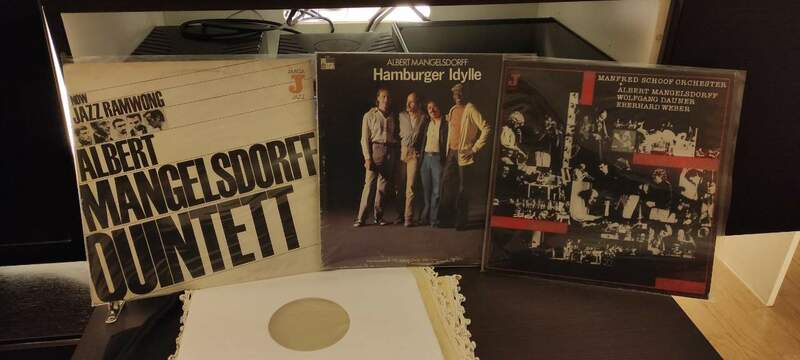 NOW
JAZZ RAMWONG
AMIGA
J
JAZZ
ALBERT
MANGELSDORFF
QUINTETT
ALBERT MANGELSDORFF
Hamburger Idylle
J
MANFRED SCHOOF ORCHESTER
+
ALBERT MANGELSDORFF
WOLFGANG DAUNER
EBERHARD WEBER